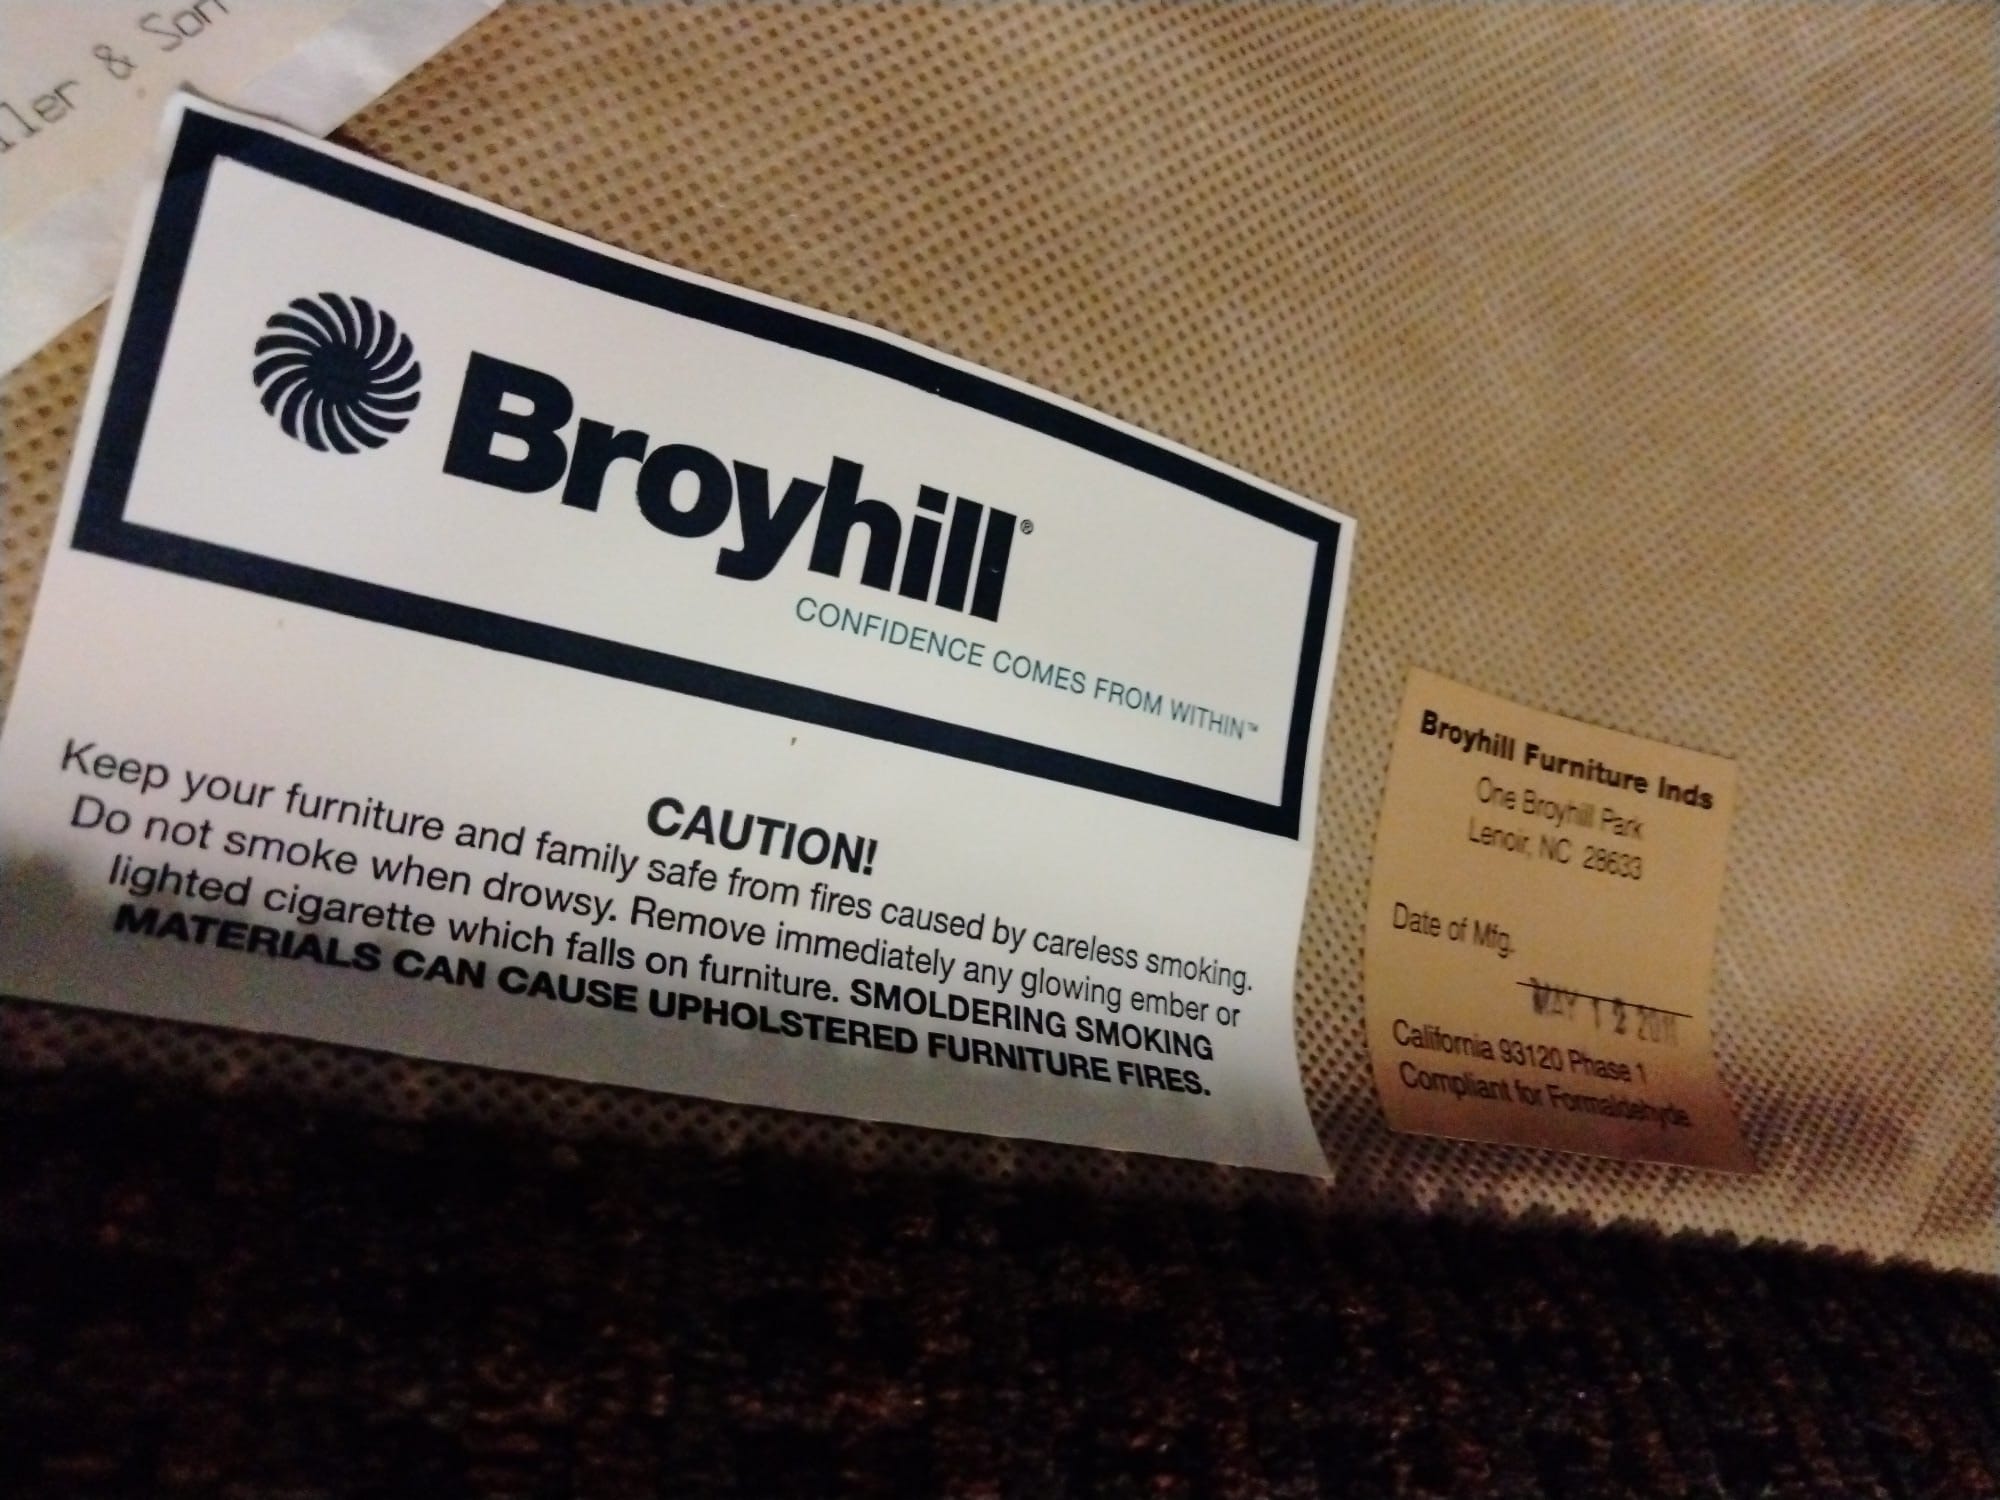 & Son
Broyhill®
CONFIDENCE COMES FROM WITHIN™
CAUTION!
Keep your furniture and family safe from fires caused by careless smoking.
Do not smoke when drowsy. Remove immediately any glowing ember or
lighted cigarette which falls on furniture. SMOLDERING SMOKING
MATERIALS CAN CAUSE UPHOLSTERED FURNITURE FIRES.
Broyhill Furniture Inds
One Broyhill Park
Lenoir, NC 28633
Date of Mfg.
MAY 12 2011
California 93120 Phase 1
Compliant for Formaldehyde